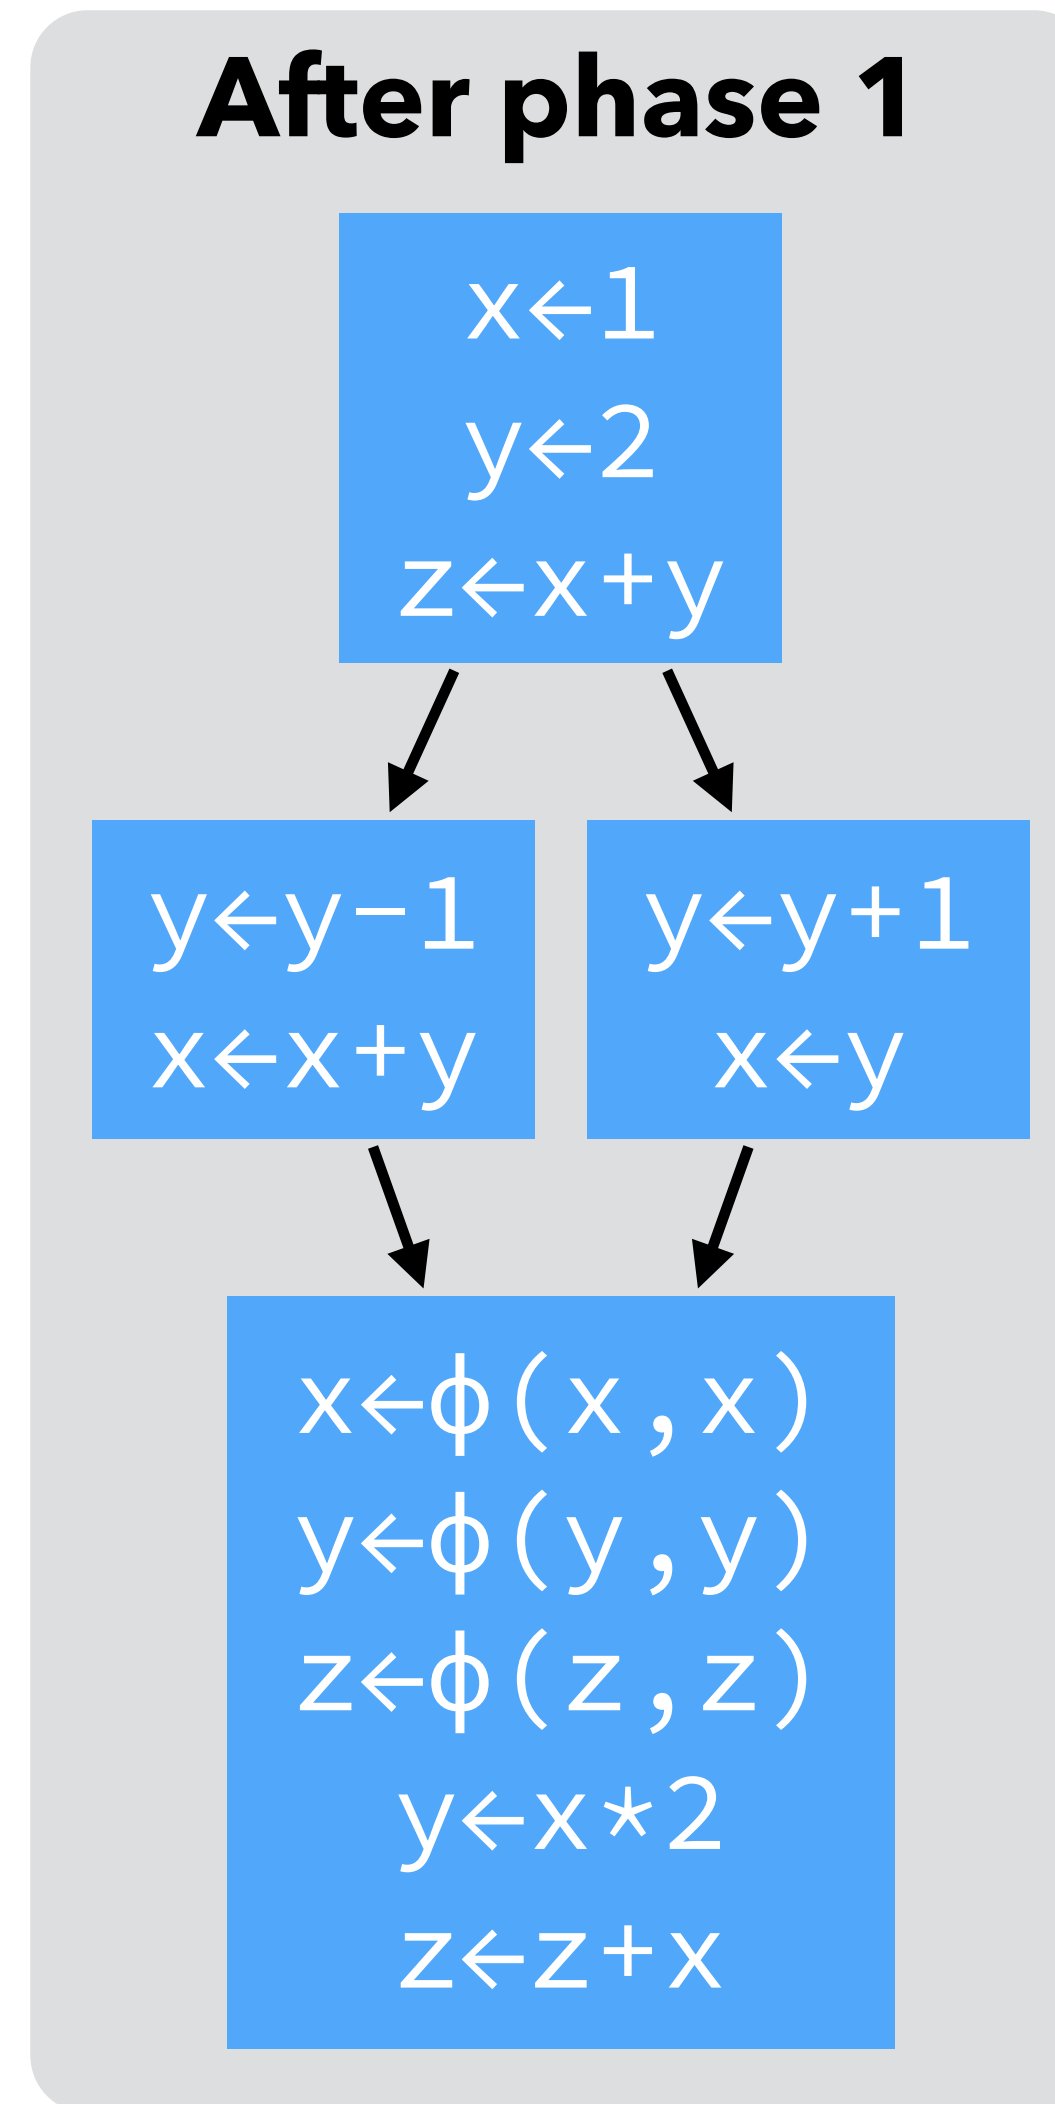 After phase 1
x←1
y←2
z←x+y
y←y-1
x←x+y
y←y+1
x←y
x←ϕ(x,x)
y←ϕ(y,y)
z←ϕ(z,z)
y←x*2
z←z+x